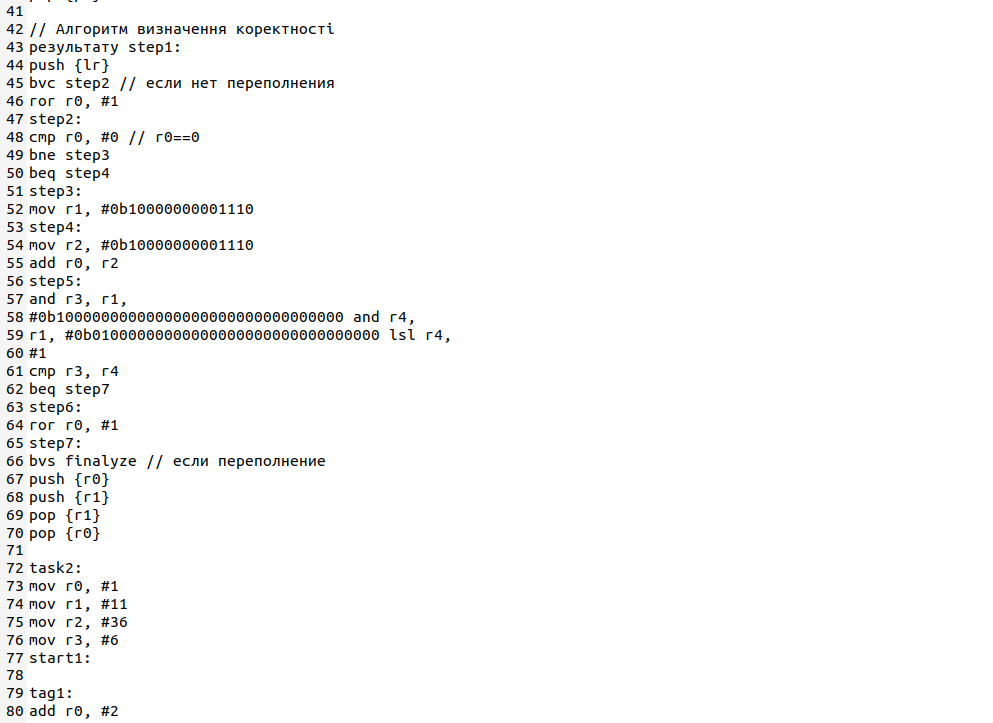 41
42 // Алгоритм визначення коректності
43 результату step1:
44 push {lr}
45 bvc step2 // если нет переполнения
46 ror r0, #1
47 step2:
48 cmp r0, #0 // r0==0
49 bne step3
50 beq step4
51 step3:
52 mov r1, #0b10000000001110
53 step4:
54 mov r2, #0b10000000001110
55 add r0, r2
56 step5:
57 and r3, r1,
58 #0b10000000000000000000000000000000 and r4,
59 r1, #0b01000000000000000000000000000000 lsl r4,
60 #1
61 cmp r3, r4
62 beq step7
63 step6:
64 ror r0, #1
65 step7:
66 bvs finalyze // если переполнение
67 push {r0}
68 push {r1}
69 pop {r1}
70 pop {r0}
71
72 task2:
73 mov r0, #1
74 mov r1, #11
75 mov r2, #36
76 mov r3, #6
77 start1:
78
79 tag1:
80 add r0, #2